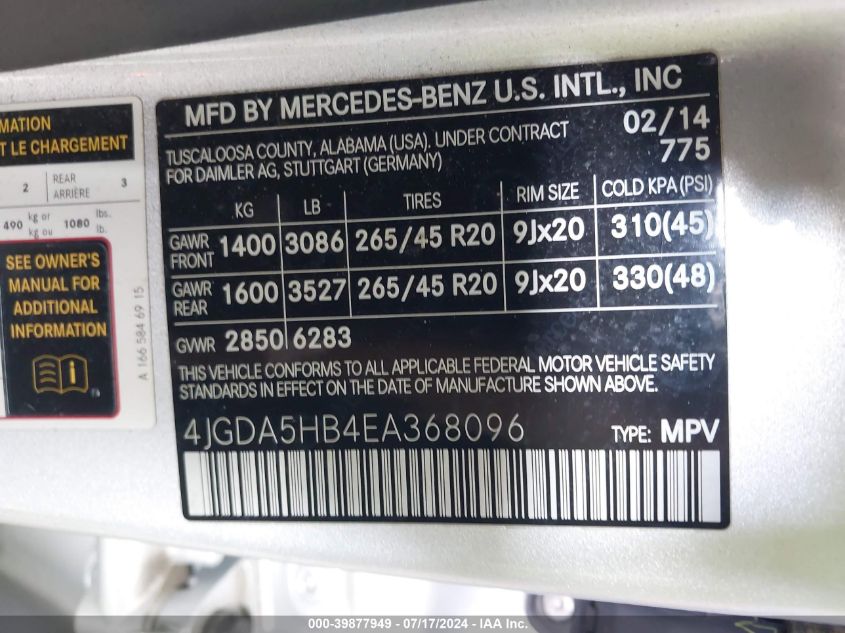 MATION
T LE CHARGEMENT
2 REAR ARRIÈRE 3
490 kg or kg ou 1080 lbs. lb.
SEE OWNER'S
MANUAL FOR
ADDITIONAL
INFORMATION
i
A 166 584 69 15
MFD BY MERCEDES-BENZ U.S. INTL., INC
TUSCALOOSA COUNTY, ALABAMA (USA). UNDER CONTRACT
FOR DAIMLER AG, STUTTGART (GERMANY)
02/14
775
KG LB TIRES RIM SIZE COLD KPA (PSI)
GAWR FRONT 1400 3086 265/45 R20 9Jx20 310(45)
GAWR REAR 1600 3527 265/45 R20 9Jx20 330(48)
GVWR 2850 6283
THIS VEHICLE CONFORMS TO ALL APPLICABLE FEDERAL MOTOR VEHICLE SAFETY
STANDARDS IN EFFECT ON THE DATE OF MANUFACTURE SHOWN ABOVE.
4JGDA5HB4EA368096 TYPE: MPV
000-39877949 - 07/17/2024 - IAA Inc.